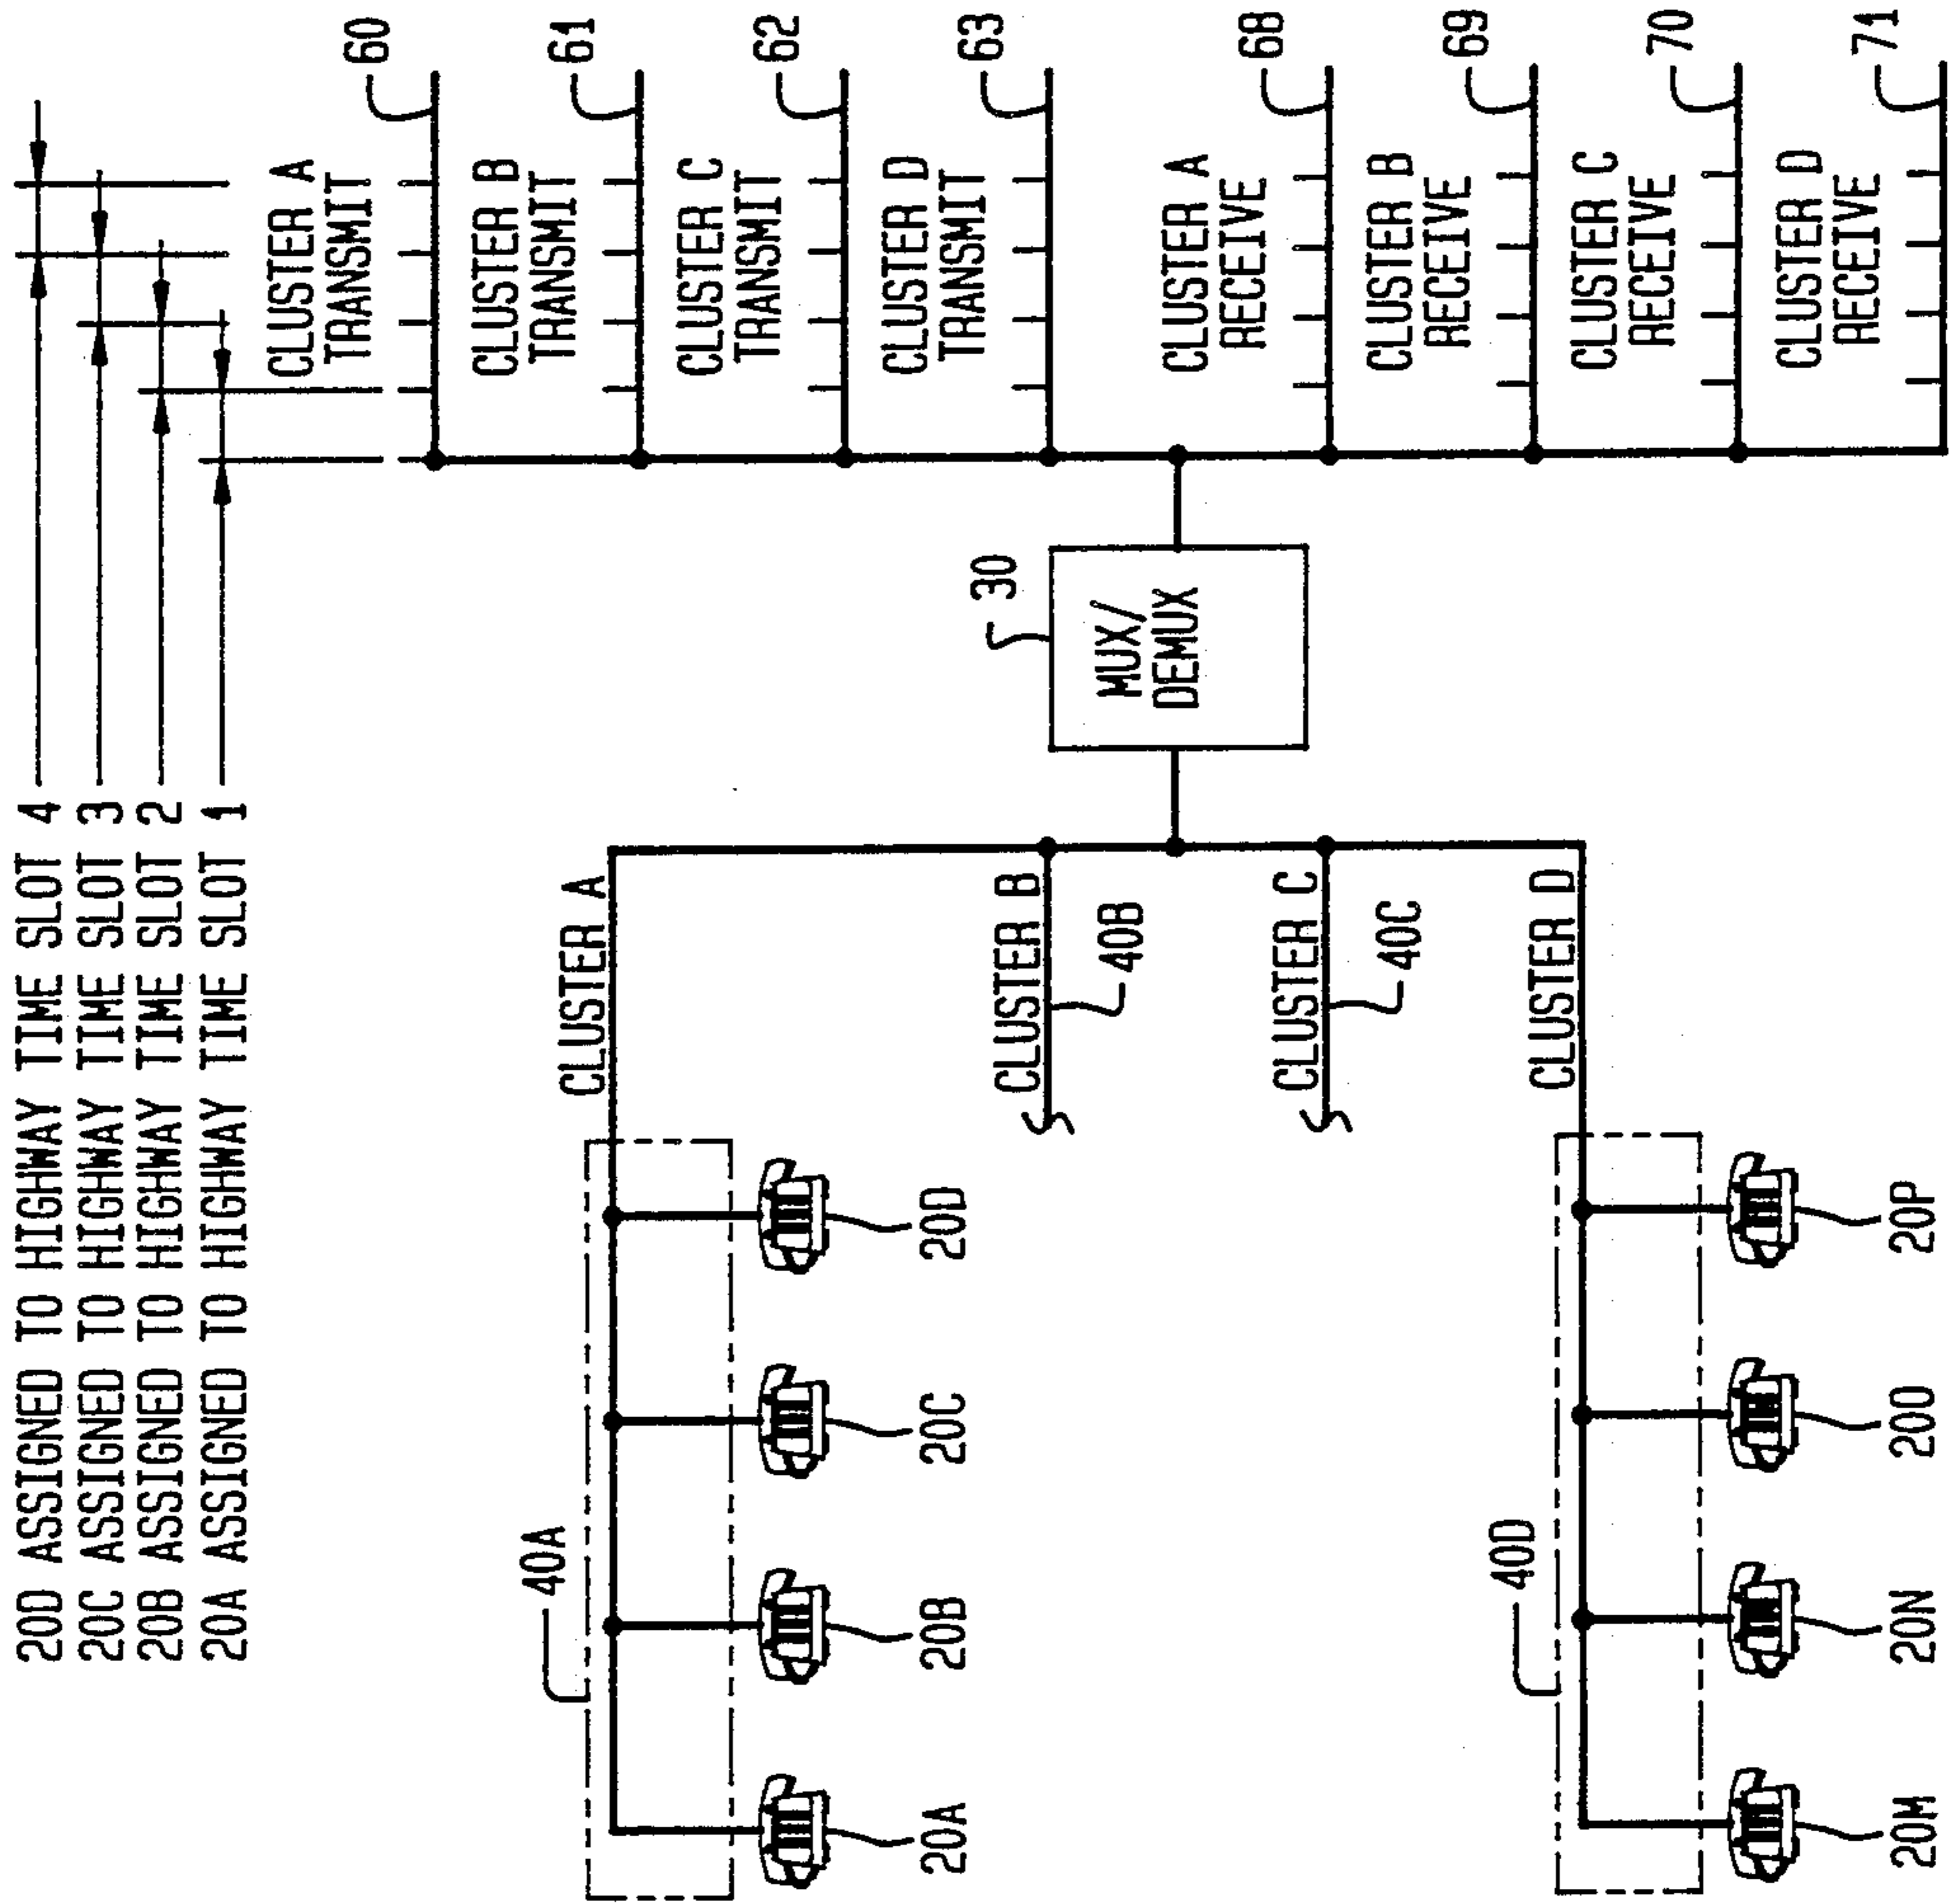 20D ASSIGNED TO HIGHWAY TIME SLOT 4
20C ASSIGNED TO HIGHWAY TIME SLOT 3
20B ASSIGNED TO HIGHWAY TIME SLOT 2
20A ASSIGNED TO HIGHWAY TIME SLOT 1
CLUSTER A
TRANSMIT
60
CLUSTER B
TRANSMIT
61
CLUSTER C
TRANSMIT
62
CLUSTER D
TRANSMIT
63
CLUSTER A
RECEIVE
68
CLUSTER B
RECEIVE
69
CLUSTER C
RECEIVE
70
CLUSTER D
RECEIVE
71
30
MUX/
DEMUX
40A
CLUSTER A
20A
20B
20C
20D
CLUSTER B
40B
CLUSTER C
40C
40D
CLUSTER D
20M
20N
20O
20P